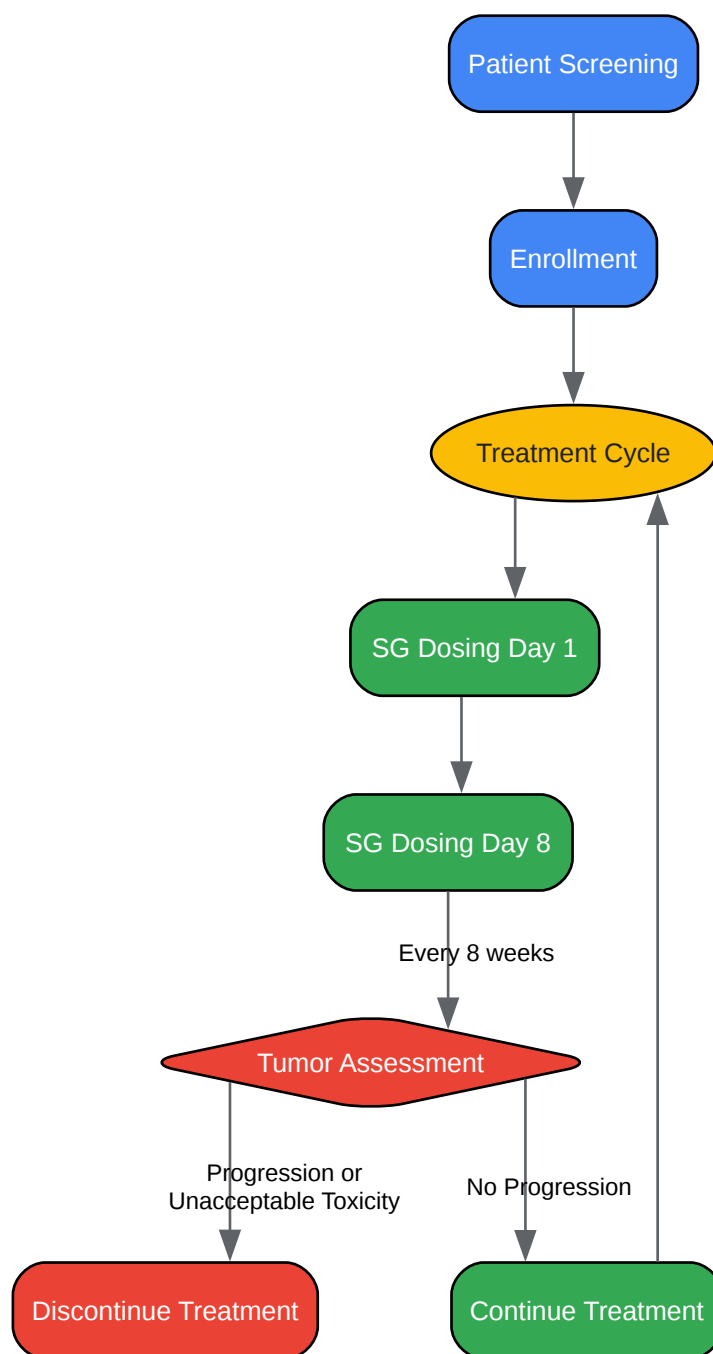 Patient Screening
Enrollment
Treatment Cycle
SG Dosing Day 1
SG Dosing Day 8
Every 8 weeks
Tumor Assessment
Progression or
Unacceptable Toxicity
No Progression
Discontinue Treatment
Continue Treatment